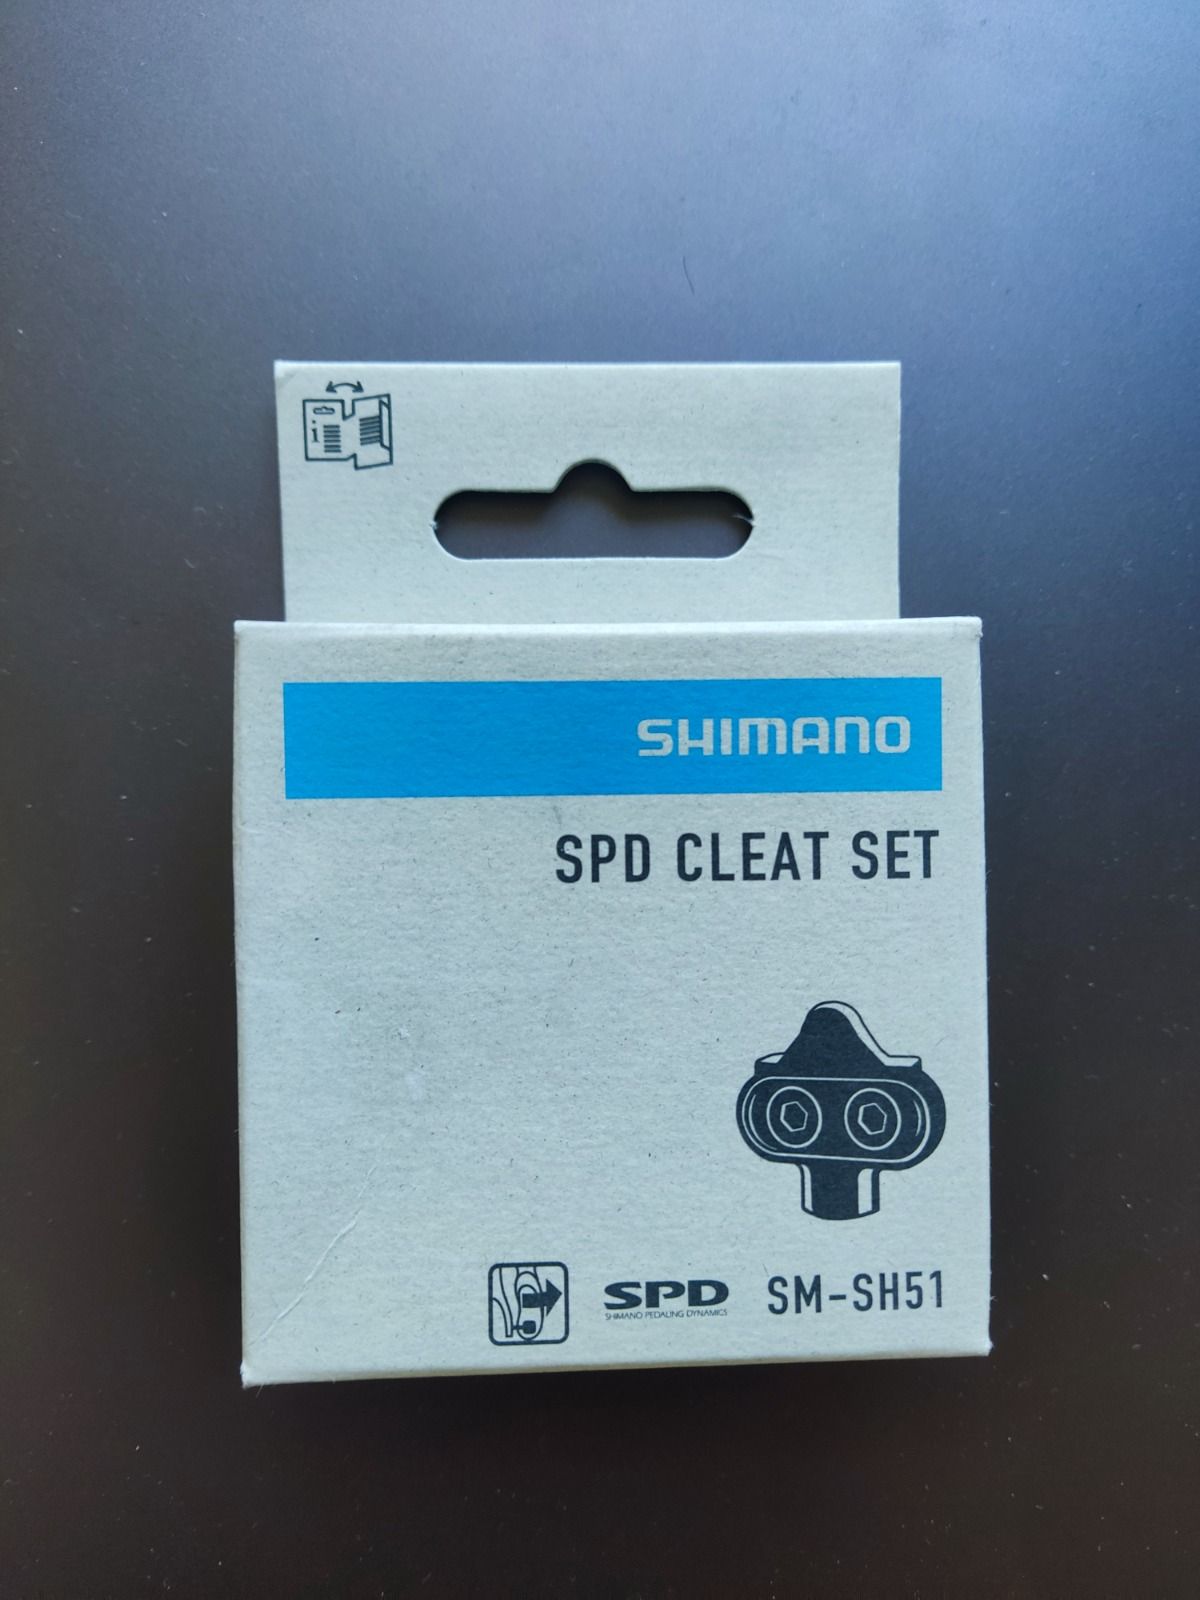 i
SHIMANO
SPD CLEAT SET
SPD
SHIMANO PEDALING DYNAMICS
SM-SH51